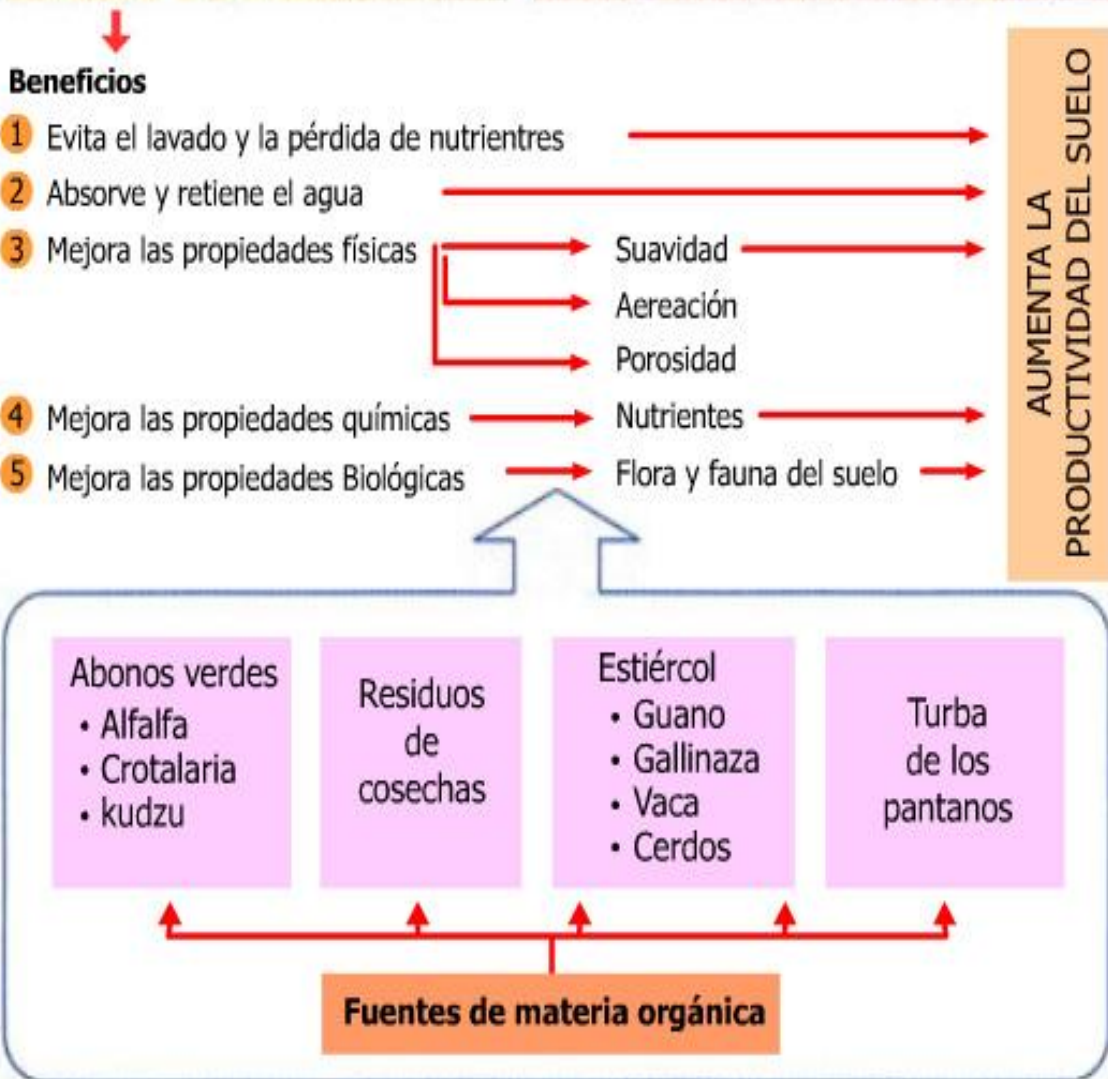 Beneficios
1 Evita el lavado y la pérdida de nutrientres
2 Absorve y retiene el agua
3 Mejora las propiedades físicas
Suavidad
Aereación
Porosidad
4 Mejora las propiedades químicas
Nutrientes
5 Mejora las propiedades Biológicas
Flora y fauna del suelo
AUMENTA LA
PRODUCTIVIDAD DEL SUELO
Abonos verdes
• Alfalfa
• Crotalaria
• kudzu
Residuos
de
cosechas
Estiércol
• Guano
• Gallinaza
• Vaca
• Cerdos
Turba
de los
pantanos
Fuentes de materia orgánica